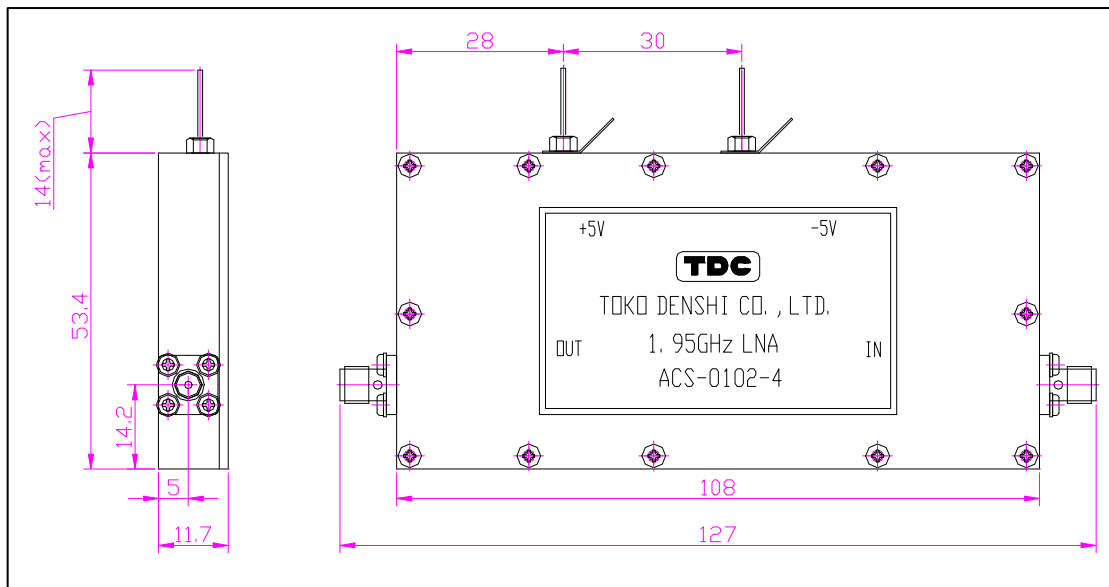 28
30
14(max)
+5V
-5V
TDC
TOKO DENSHI CO.,LTD.
53.4
OUT
1.95GHz LNA
IN
ACS-0102-4
14.2
5
108
11.7
127